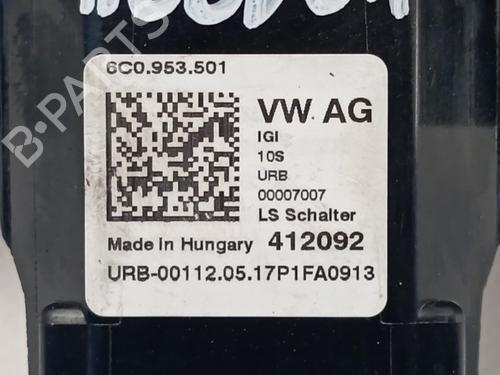 6C0.953.501
VW AG
IGI
10S
URB
00007007
LS Schalter
Made in Hungary 412092
URB-00112.05.17P1FA0913
B-PARTS